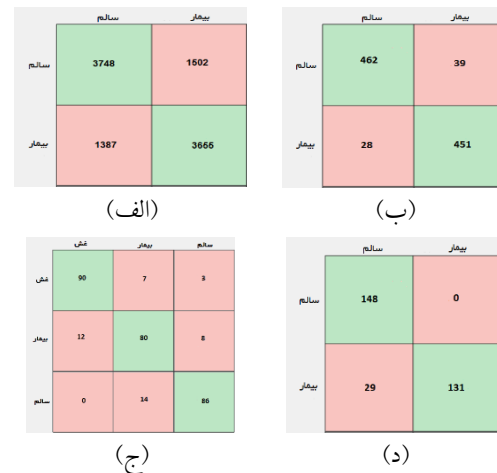 سالم بیمار
سالم 3748 1502
بیمار 1387 3666
(الف)
سالم بیمار
سالم 462 39
بیمار 28 451
(ب)
غش بیمار سالم
غش 90 7 3
بیمار 12 80 8
سالم 0 14 86
(ج)
سالم بیمار
سالم 148 0
بیمار 29 131
(د)